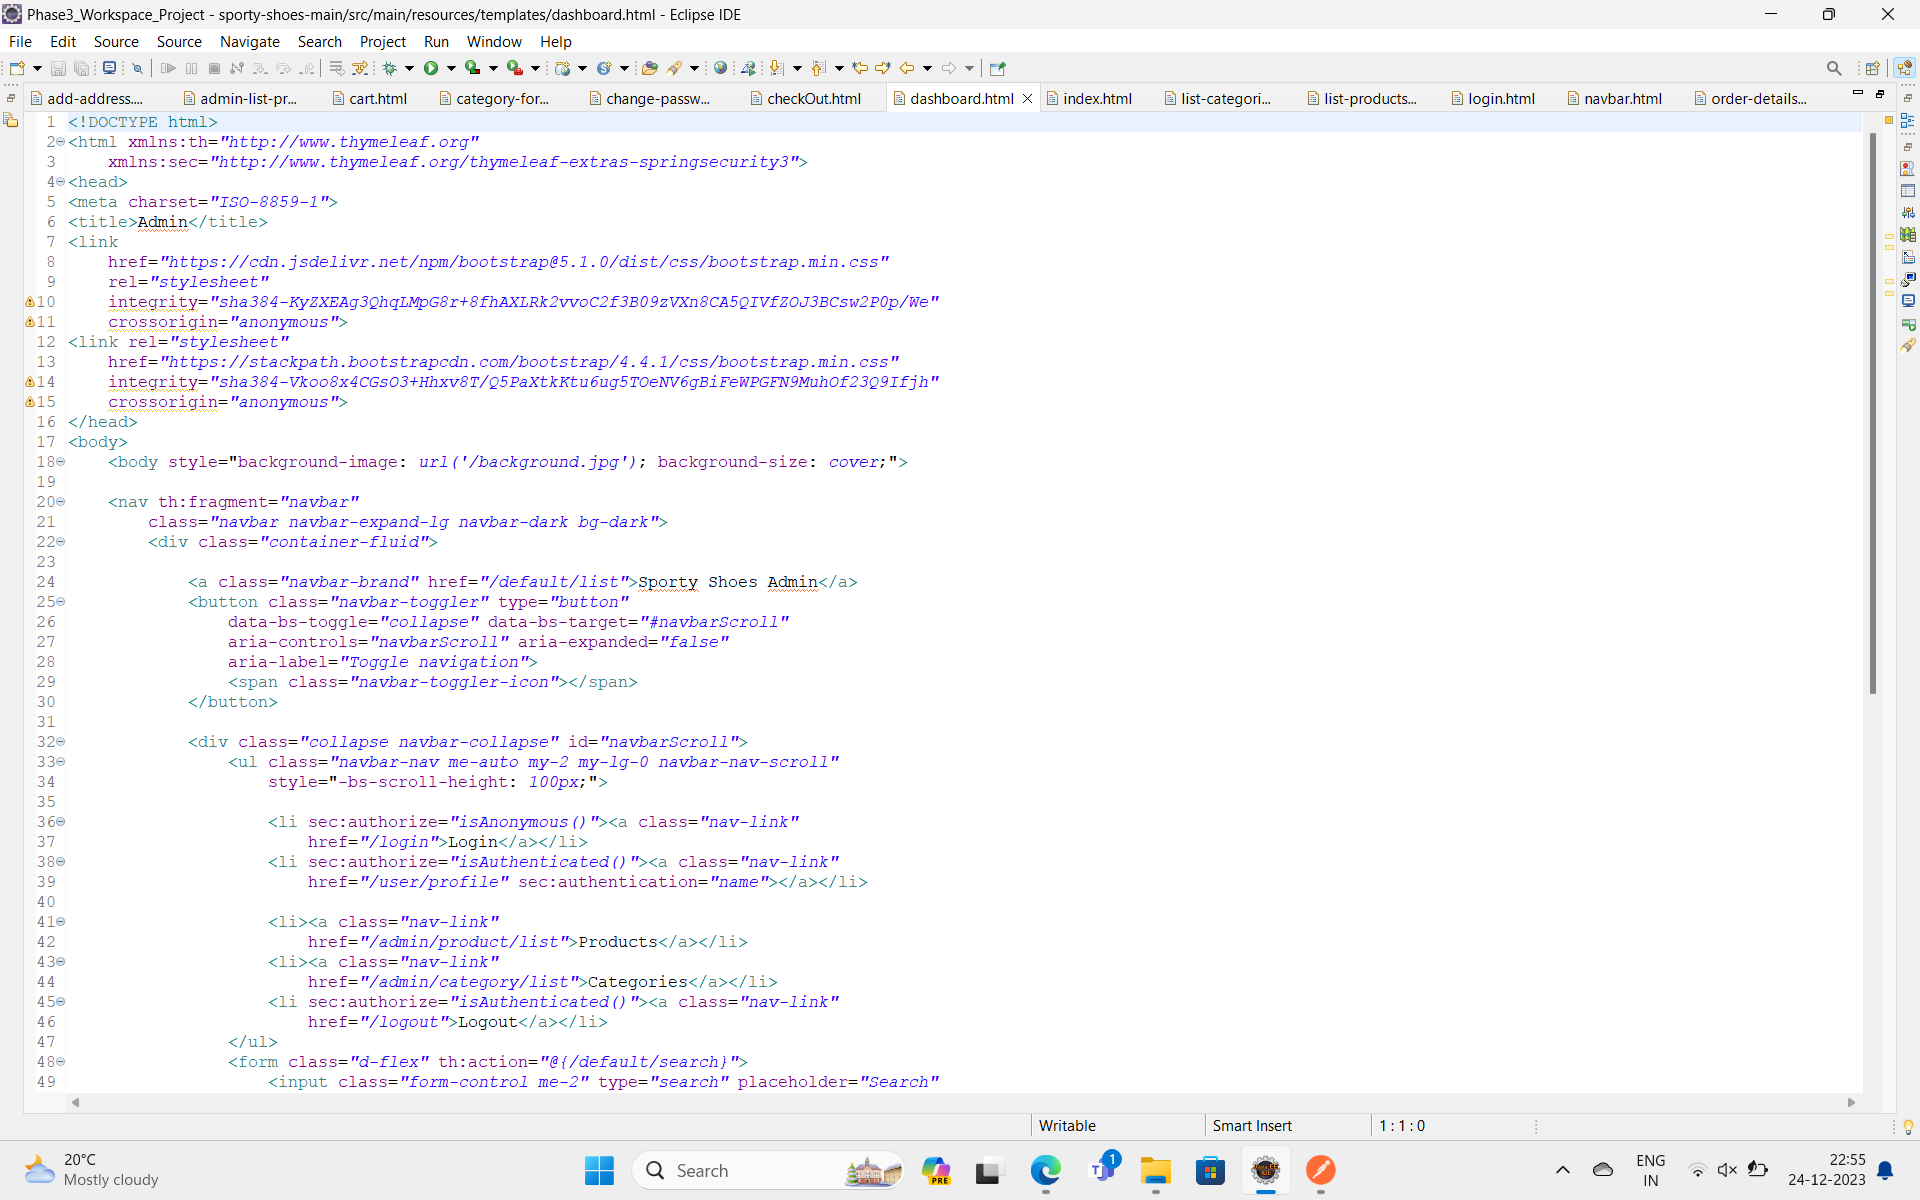 Phase3_Workspace_Project - sporty-shoes-main/src/main/resources/templates/dashboard.html - Eclipse IDE
File Edit Source Source Navigate Search Project Run Window Help
add-address.... admin-list-pr... cart.html category-for... change-passw... checkOut.html dashboard.html index.html list-categori... list-products... login.html navbar.html order-details...
1 <!DOCTYPE html>
2 <html xmlns:th="http://www.thymeleaf.org"
3 xmlns:sec="http://www.thymeleaf.org/thymeleaf-extras-springsecurity3">
4 <head>
5 <meta charset="ISO-8859-1">
6 <title>Admin</title>
7 <link
8 href="https://cdn.jsdelivr.net/npm/bootstrap@5.1.0/dist/css/bootstrap.min.css"
9 rel="stylesheet"
10 integrity="sha384-KyZXEAg3QhqLMpG8r+8fhAXLRk2vvoC2f3B09zVXn8CA5QIVfZOJ3BCsw2P0p/We"
11 crossorigin="anonymous">
12 <link rel="stylesheet"
13 href="https://stackpath.bootstrapcdn.com/bootstrap/4.4.1/css/bootstrap.min.css"
14 integrity="sha384-Vkoo8x4CGsO3+Hhxv8T/Q5PaXtkKtu6ug5TOeNV6gBiFeWPGFN9MuhOf23Q9Ifjh"
15 crossorigin="anonymous">
16 </head>
17 <body>
18 <body style="background-image: url('/background.jpg'); background-size: cover;">
19
20 <nav th:fragment="navbar"
21 class="navbar navbar-expand-lg navbar-dark bg-dark">
22 <div class="container-fluid">
23
24 <a class="navbar-brand" href="/default/list">Sporty Shoes Admin</a>
25 <button class="navbar-toggler" type="button"
26 data-bs-toggle="collapse" data-bs-target="#navbarScroll"
27 aria-controls="navbarScroll" aria-expanded="false"
28 aria-label="Toggle navigation">
29 <span class="navbar-toggler-icon"></span>
30 </button>
31
32 <div class="collapse navbar-collapse" id="navbarScroll">
33 <ul class="navbar-nav me-auto my-2 my-lg-0 navbar-nav-scroll"
34 style="-bs-scroll-height: 100px;">
35
36 <li sec:authorize="isAnonymous()"><a class="nav-link"
37 href="/login">Login</a></li>
38 <li sec:authorize="isAuthenticated()"><a class="nav-link"
39 href="/user/profile" sec:authentication="name"></a></li>
40
41 <li><a class="nav-link"
42 href="/admin/product/list">Products</a></li>
43 <li><a class="nav-link"
44 href="/admin/category/list">Categories</a></li>
45 <li sec:authorize="isAuthenticated()"><a class="nav-link"
46 href="/logout">Logout</a></li>
47 </ul>
48 <form class="d-flex" th:action="@{/default/search}">
49 <input class="form-control me-2" type="search" placeholder="Search"
Writable Smart Insert 1 : 1 : 0
20°C
Mostly cloudy
Search
PRE
1
ENG
IN
22:55
24-12-2023